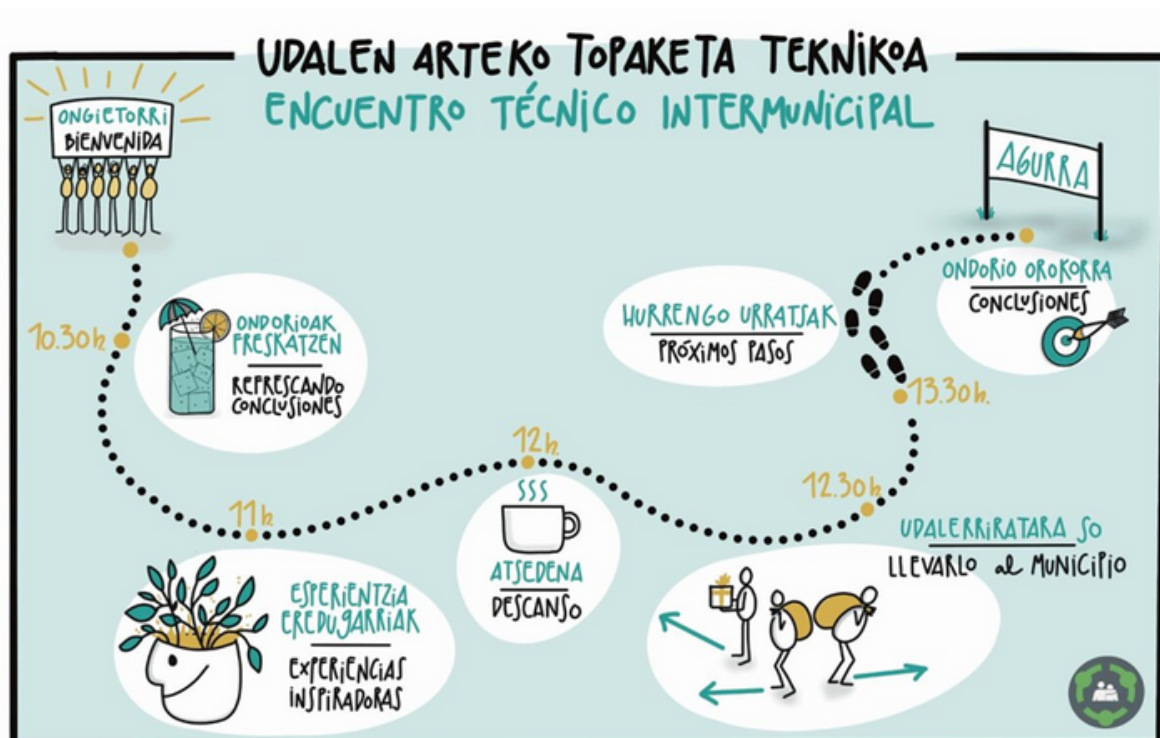 UDALEN ARTEKO TOPAKETA TEKNIKOA
ENCUENTRO TÉCNICO INTERMUNICIPAL
ONGIETORRI
BIENVENIDA
10.30h.
ONDORIOAK
FRESKATZEN
REFRESCANDO
CONCLUSIONES
11h
ESPERIENTZIA
EREDUGARRIAK
EXPERIENCIAS
INSPIRADORAS
12h.
ATSEDENA
DESCANSO
12.30h.
UDALERRIRATARA SO
LLEVARLO al MUNICIPIO
13.30h.
HURRENGO URRATSAK
PRÓXIMOS PASOS
AGURRA
ONDORIO OROKORRA
CONCLUSIONES